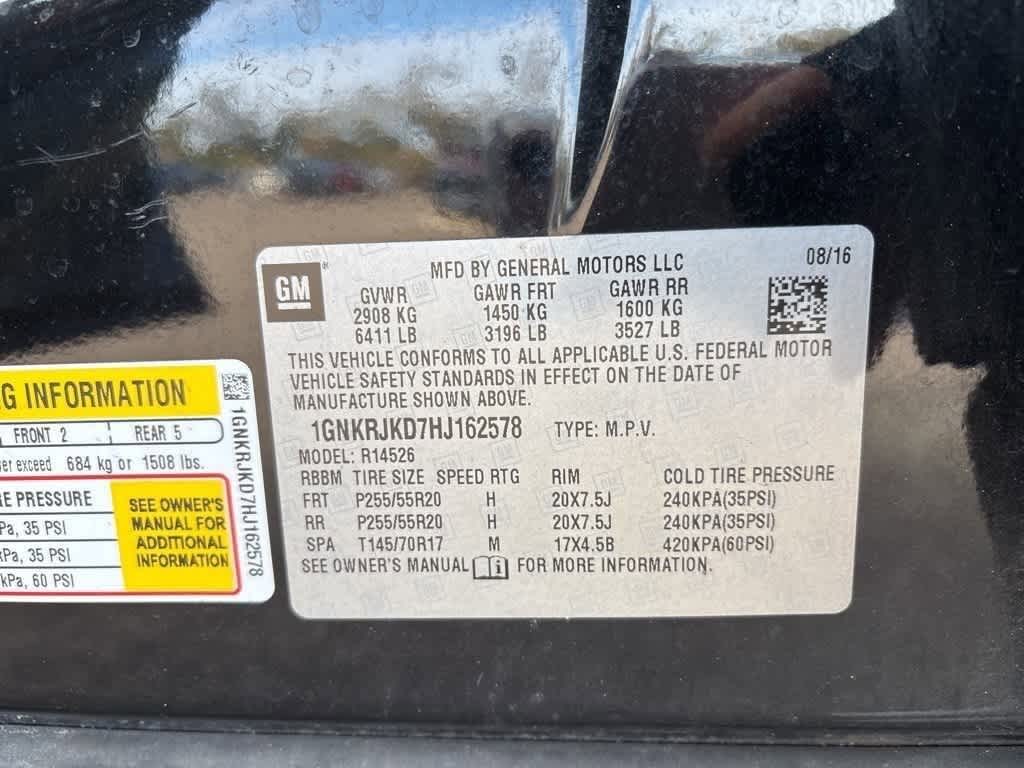 GM
MFD BY GENERAL MOTORS LLC 08/16
GVWR GAWR FRT GAWR RR
2908 KG 1450 KG 1600 KG
6411 LB 3196 LB 3527 LB
THIS VEHICLE CONFORMS TO ALL APPLICABLE U.S. FEDERAL MOTOR
VEHICLE SAFETY STANDARDS IN EFFECT ON THE DATE OF
MANUFACTURE SHOWN ABOVE.
1GNKRJKD7HJ162578 TYPE: M.P.V.
MODEL: R14526
RBBM TIRE SIZE SPEED RTG RIM COLD TIRE PRESSURE
FRT P255/55R20 H 20X7.5J 240KPA(35PSI)
RR P255/55R20 H 20X7.5J 240KPA(35PSI)
SPA T145/70R17 M 17X4.5B 420KPA(60PSI)
SEE OWNER'S MANUAL FOR MORE INFORMATION.
G INFORMATION
FRONT 2 REAR 5
er exceed 684 kg or 1508 lbs.
RE PRESSURE
Pa, 35 PSI
kPa, 35 PSI
kPa, 60 PSI
SEE OWNER'S
MANUAL FOR
ADDITIONAL
INFORMATION
1GNKRJKD7HJ162578